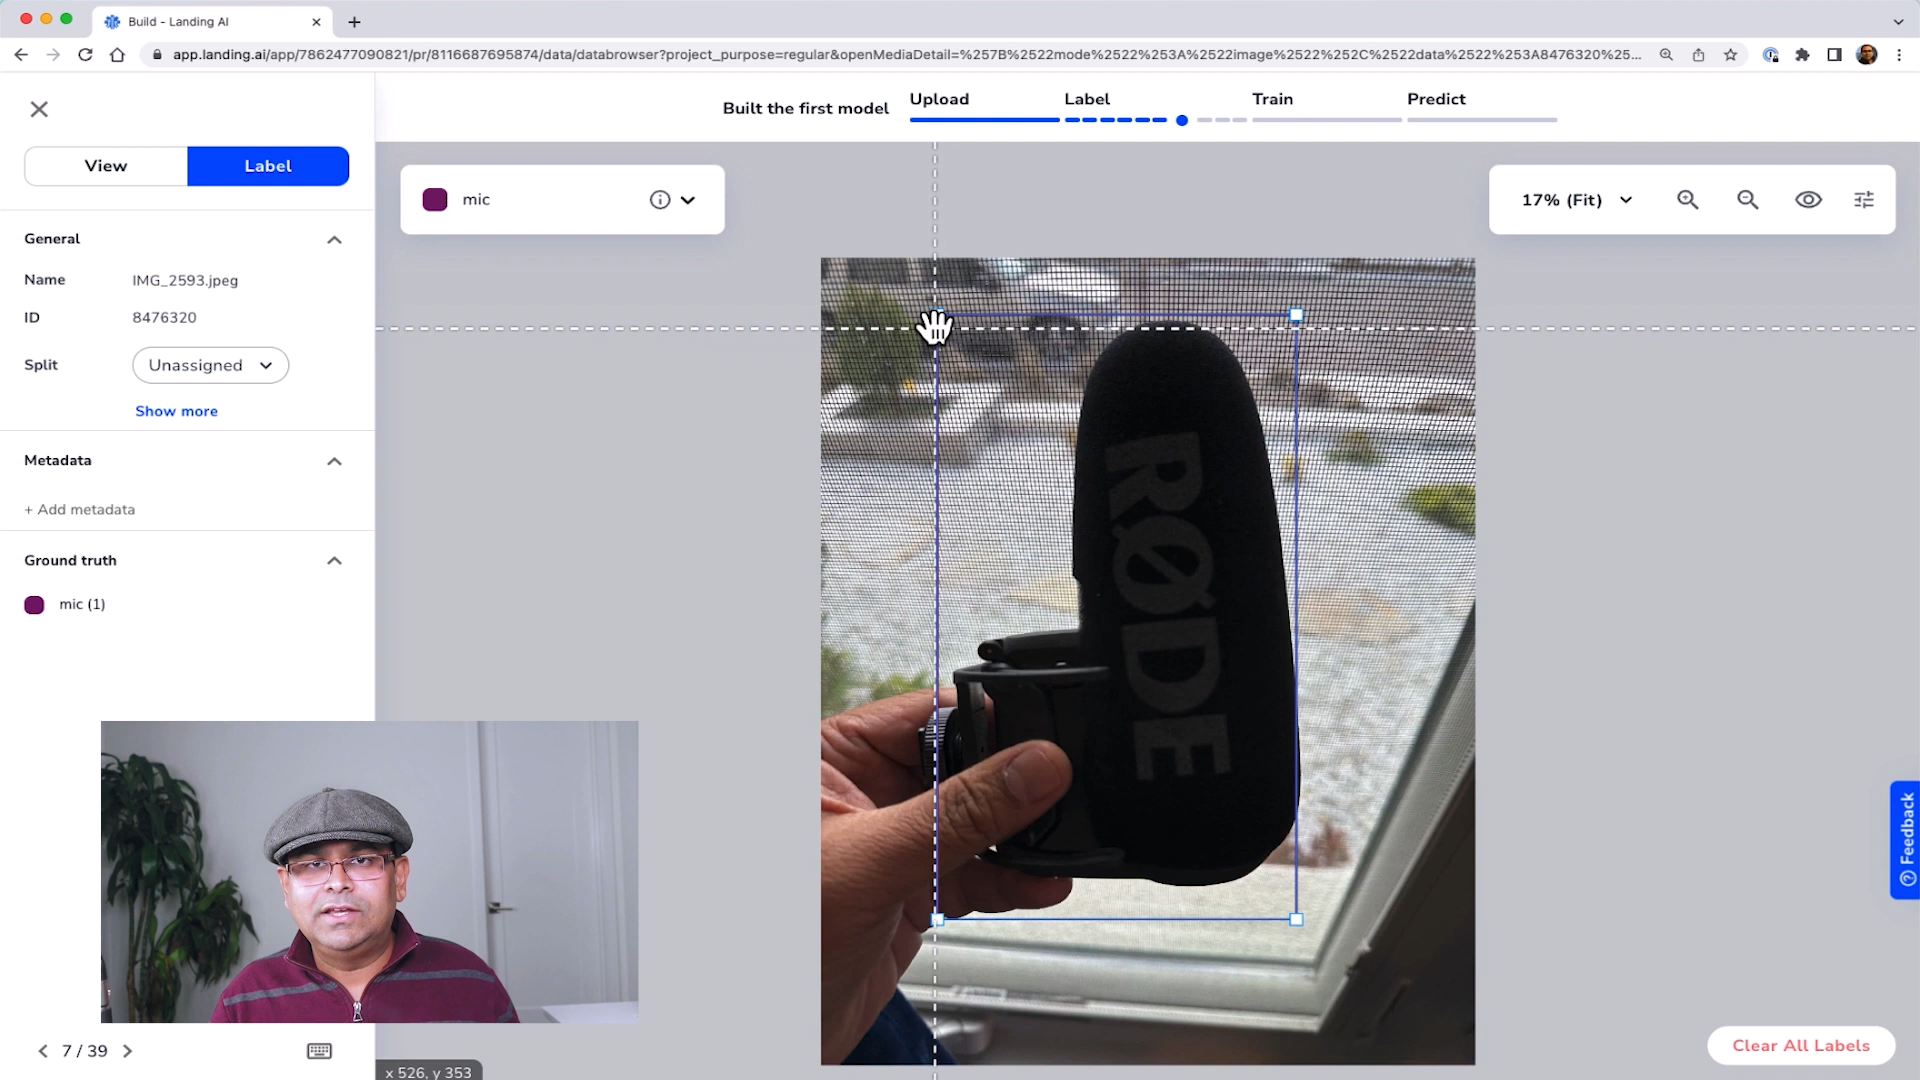 Build - Landing AI
app.landing.ai/app/7862477090821/pr/8116687695874/data/databrowser?project_purpose=regular&openMediaDetail=%257B%2522mode%2522%253A%2522image%2522%252C%2522data%2522%253A8476320%25...
Built the first model
Upload
Label
Train
Predict
View
Label
mic
17% (Fit)
General
Name
IMG_2593.jpeg
ID
8476320
Split
Unassigned
Show more
Metadata
+ Add metadata
Ground truth
mic (1)
RØDE
Feedback
7 / 39
x 526, y 353
Clear All Labels